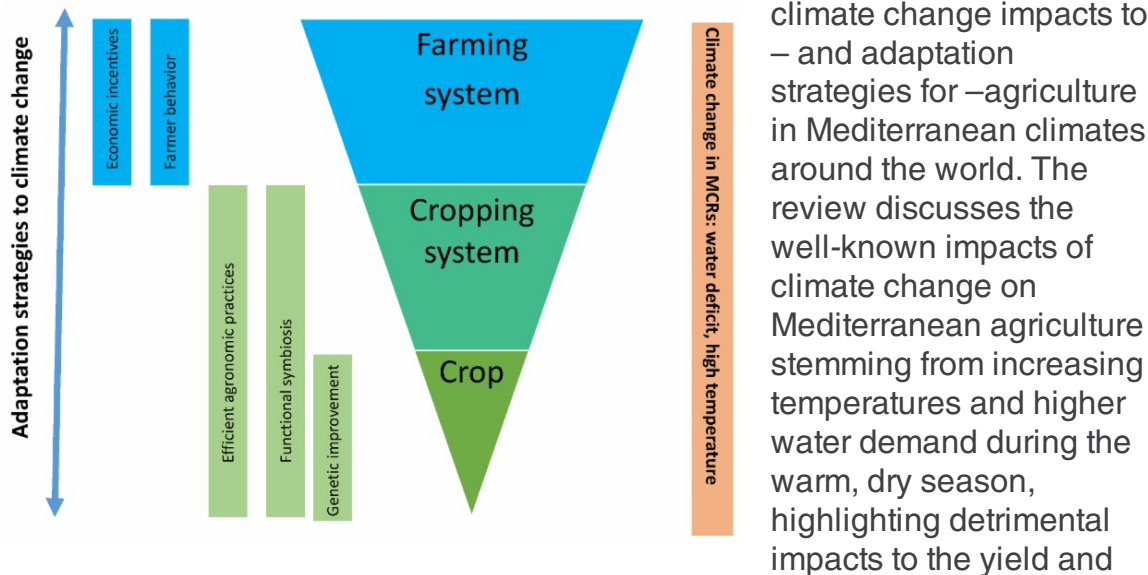 Adaptation strategies to climate change
Economic incentives
Farmer behavior
Efficient agronomic practices
Functional symbiosis
Genetic improvement
Farming
system
Cropping
system
Crop
Climate change in MCRs: water deficit, high temperature
climate change impacts to
– and adaptation
strategies for –agriculture
in Mediterranean climates
around the world. The
review discusses the
well-known impacts of
climate change on
Mediterranean agriculture
stemming from increasing
temperatures and higher
water demand during the
warm, dry season,
highlighting detrimental
impacts to the yield and